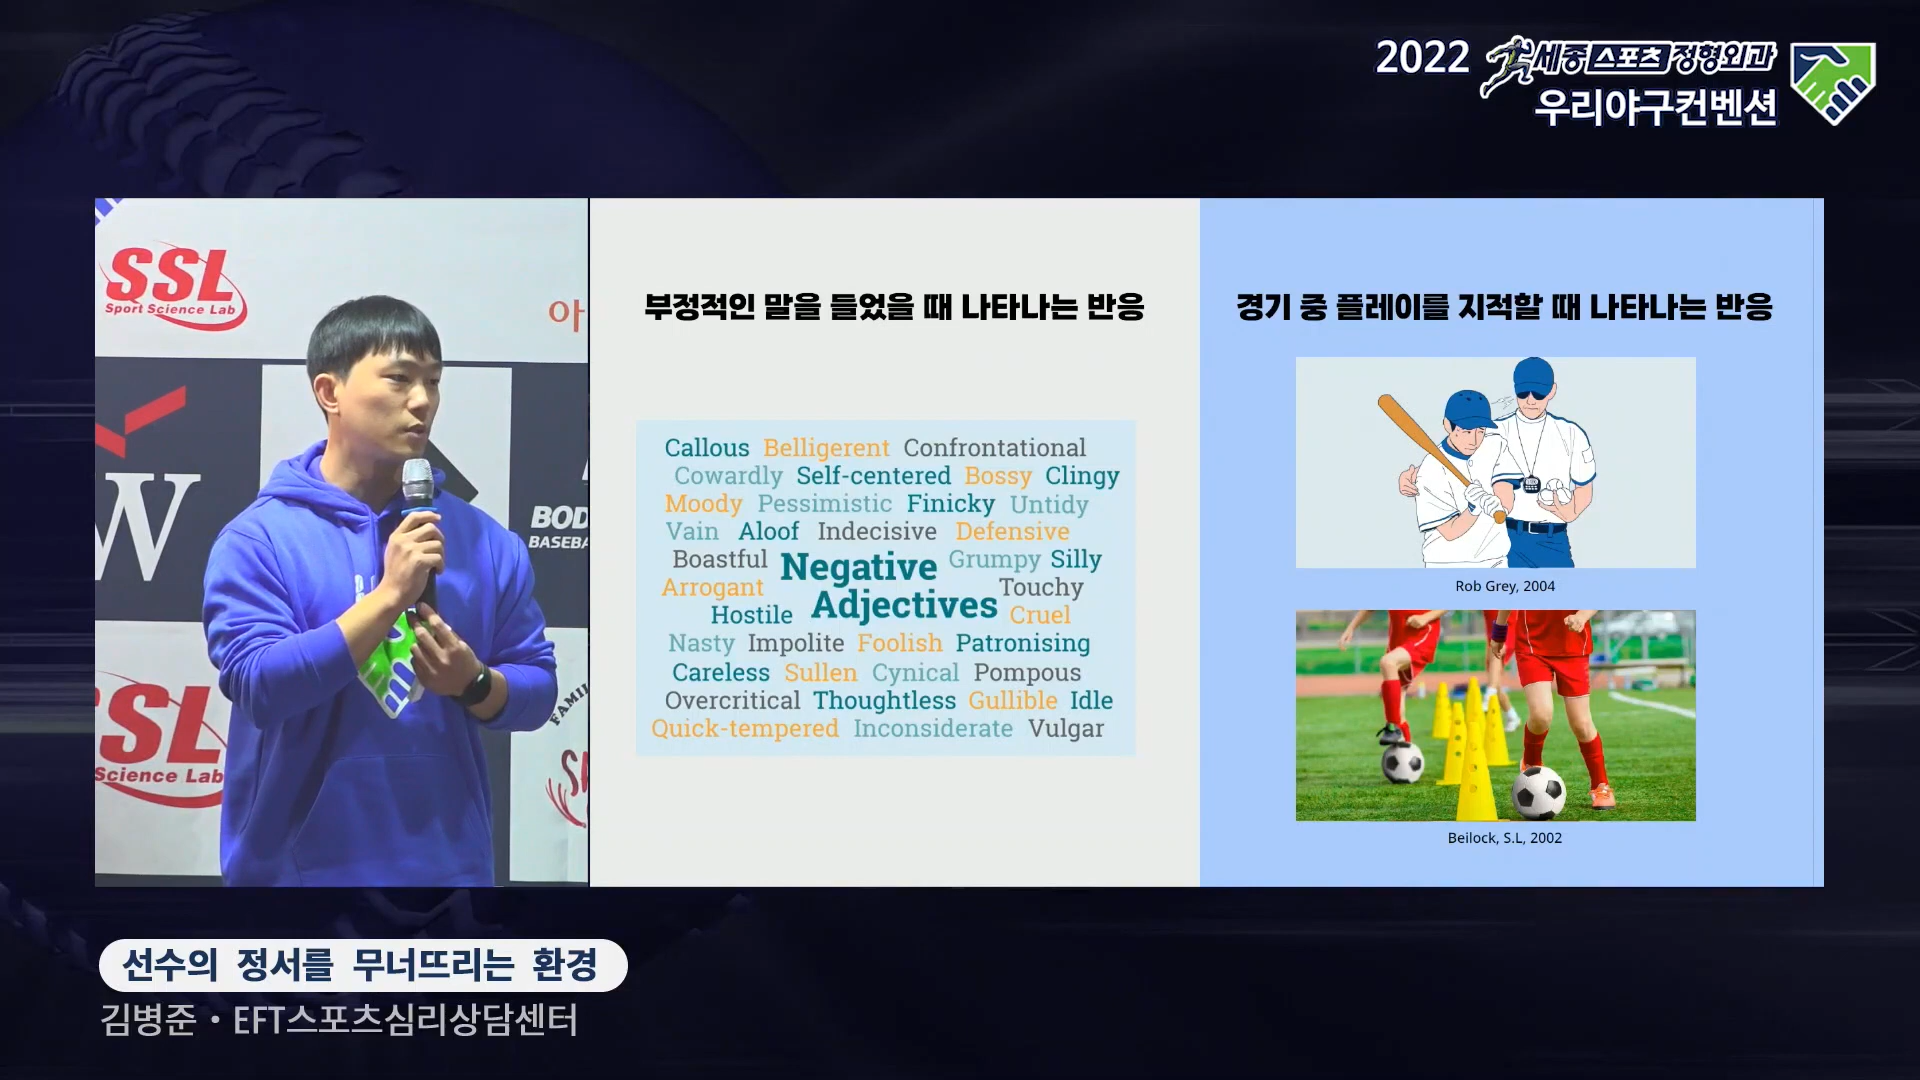 2022 세종스포츠정형외과
우리야구컨벤션
SSL
Sport Science Lab
아
W
BOD
BASEBA
FAMIL
SSL
Science Lab
부정적인 말을 들었을 때 나타나는 반응
Callous Belligerent Confrontational
Cowardly Self-centered Bossy Clingy
Moody Pessimistic Finicky Untidy
Vain Aloof Indecisive Defensive
Boastful Negative Grumpy Silly
Arrogant Adjectives Touchy
Hostile Cruel
Nasty Impolite Foolish Patronising
Careless Sullen Cynical Pompous
Overcritical Thoughtless Gullible Idle
Quick-tempered Inconsiderate Vulgar
경기 중 플레이를 지적할 때 나타나는 반응
Rob Grey, 2004
Beilock, S.L, 2002
선수의 정서를 무너뜨리는 환경
김병준 · EFT스포츠심리상담센터